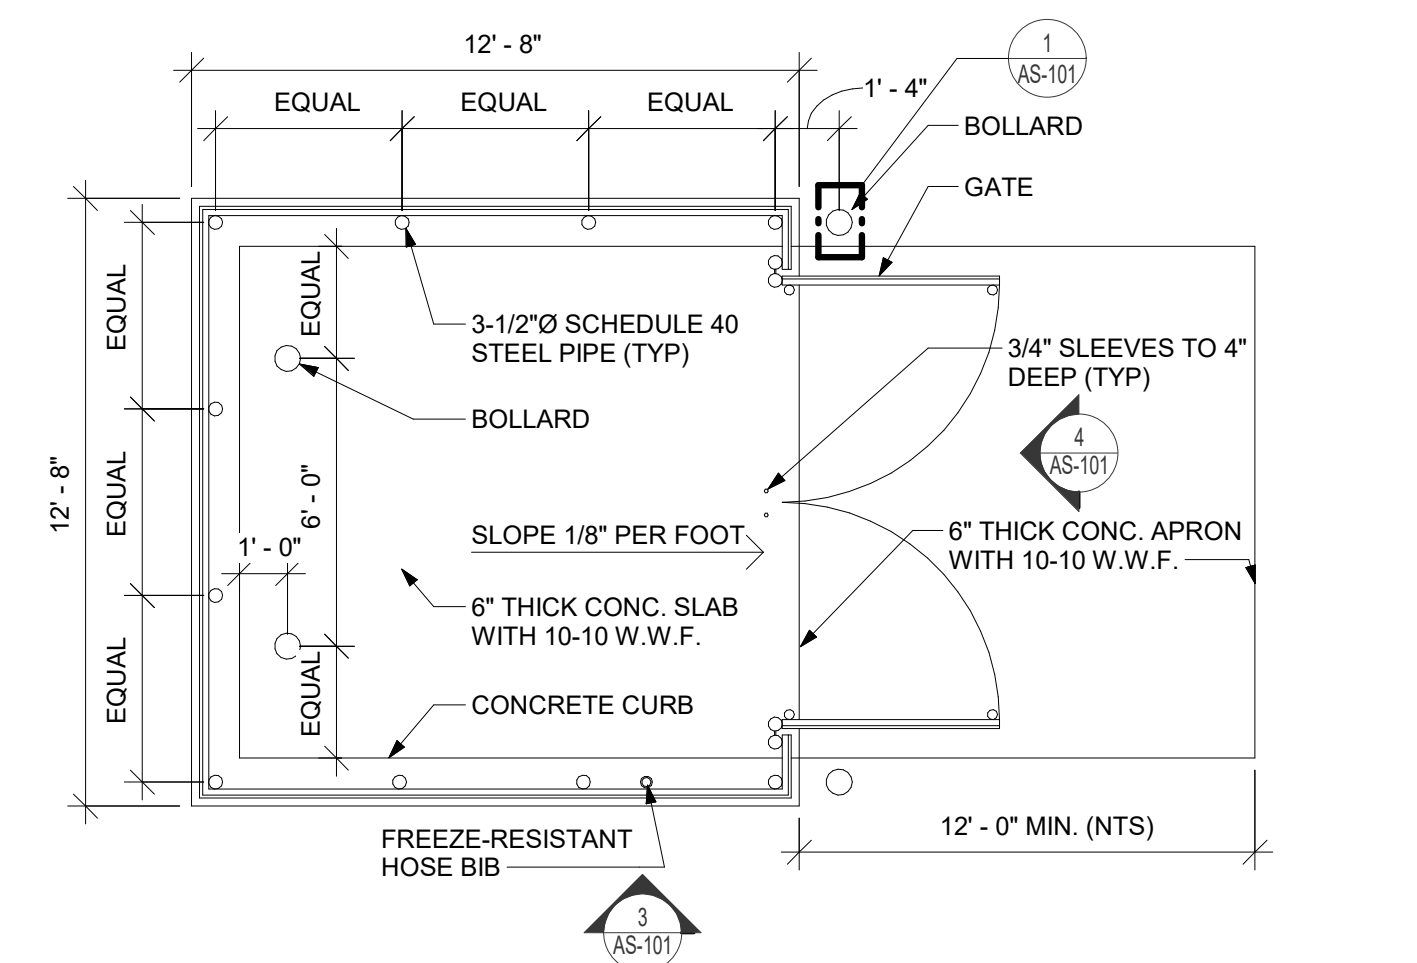 12' - 8"
1
AS-101
EQUAL
EQUAL
EQUAL
1' - 4"
BOLLARD
GATE
EQUAL
EQUAL
3-1/2"Ø SCHEDULE 40
STEEL PIPE (TYP)
3/4" SLEEVES TO 4"
DEEP (TYP)
BOLLARD
4
AS-101
12' - 8"
EQUAL
6' - 0"
1' - 0"
SLOPE 1/8" PER FOOT
6" THICK CONC. APRON
WITH 10-10 W.W.F.
6" THICK CONC. SLAB
WITH 10-10 W.W.F.
EQUAL
EQUAL
CONCRETE CURB
FREEZE-RESISTANT
HOSE BIB
12' - 0" MIN. (NTS)
3
AS-101